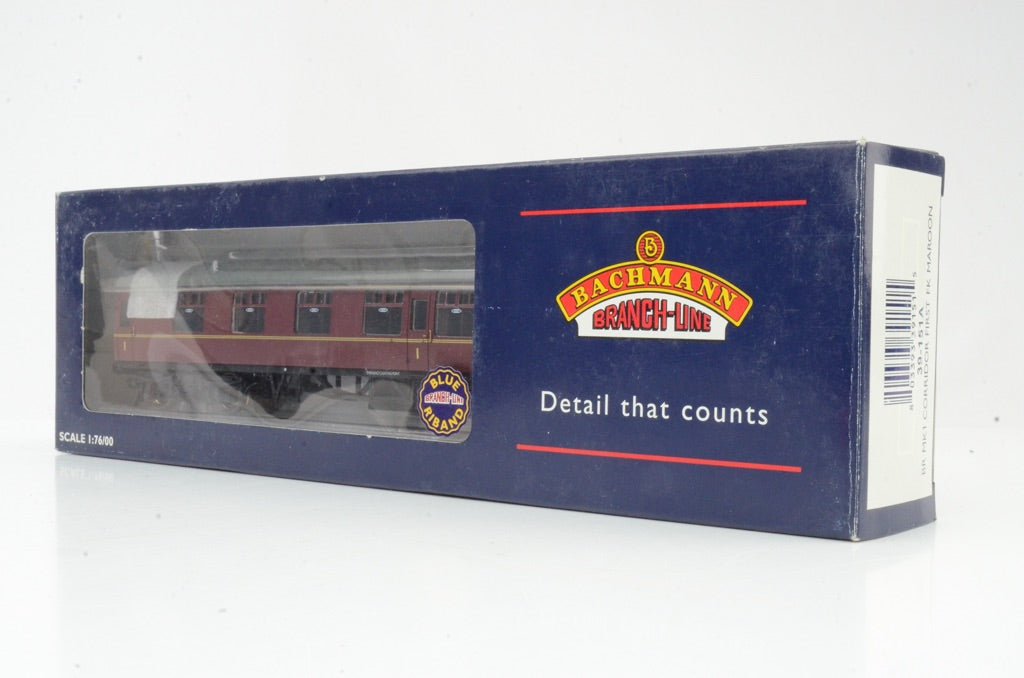 BACHMANN
BRANCH-LINE
Detail that counts
BLUE
BRANCH-LINE
RIBAND
SCALE 1:76/00
39-151A
BR MK1 CORRIDOR FIRST FK MAROON
1
1